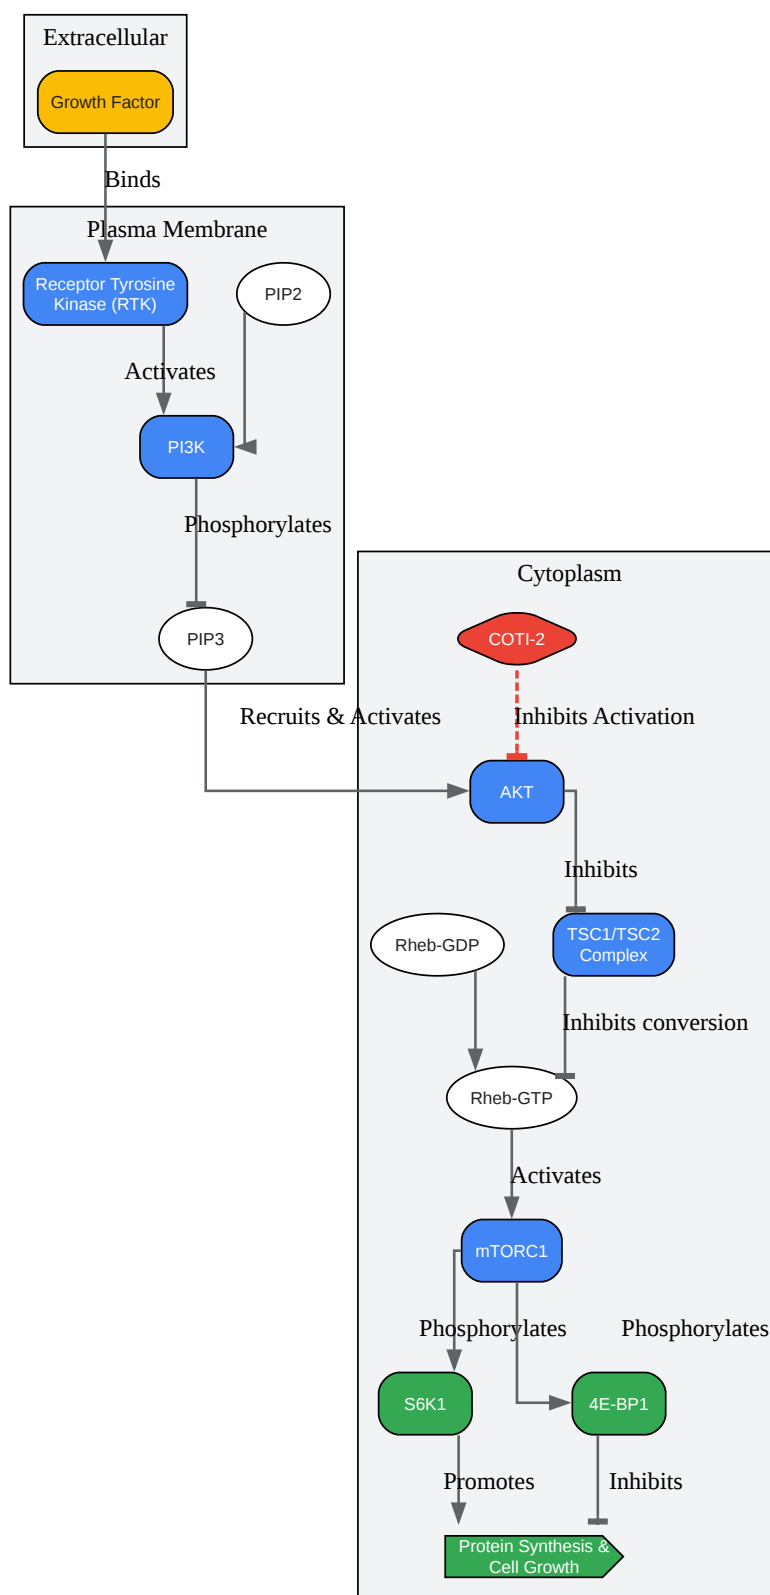 Extracellular
Growth Factor
Binds
Plasma Membrane
Receptor Tyrosine
Kinase (RTK)
PIP2
Activates
PI3K
Phosphorylates
PIP3
Cytoplasm
COTI-2
Recruits & Activates
Inhibits Activation
AKT
Inhibits
Rheb-GDP
TSC1/TSC2
Complex
Inhibits conversion
Rheb-GTP
Activates
mTORC1
Phosphorylates
Phosphorylates
S6K1
4E-BP1
Promotes
Inhibits
Protein Synthesis &
Cell Growth